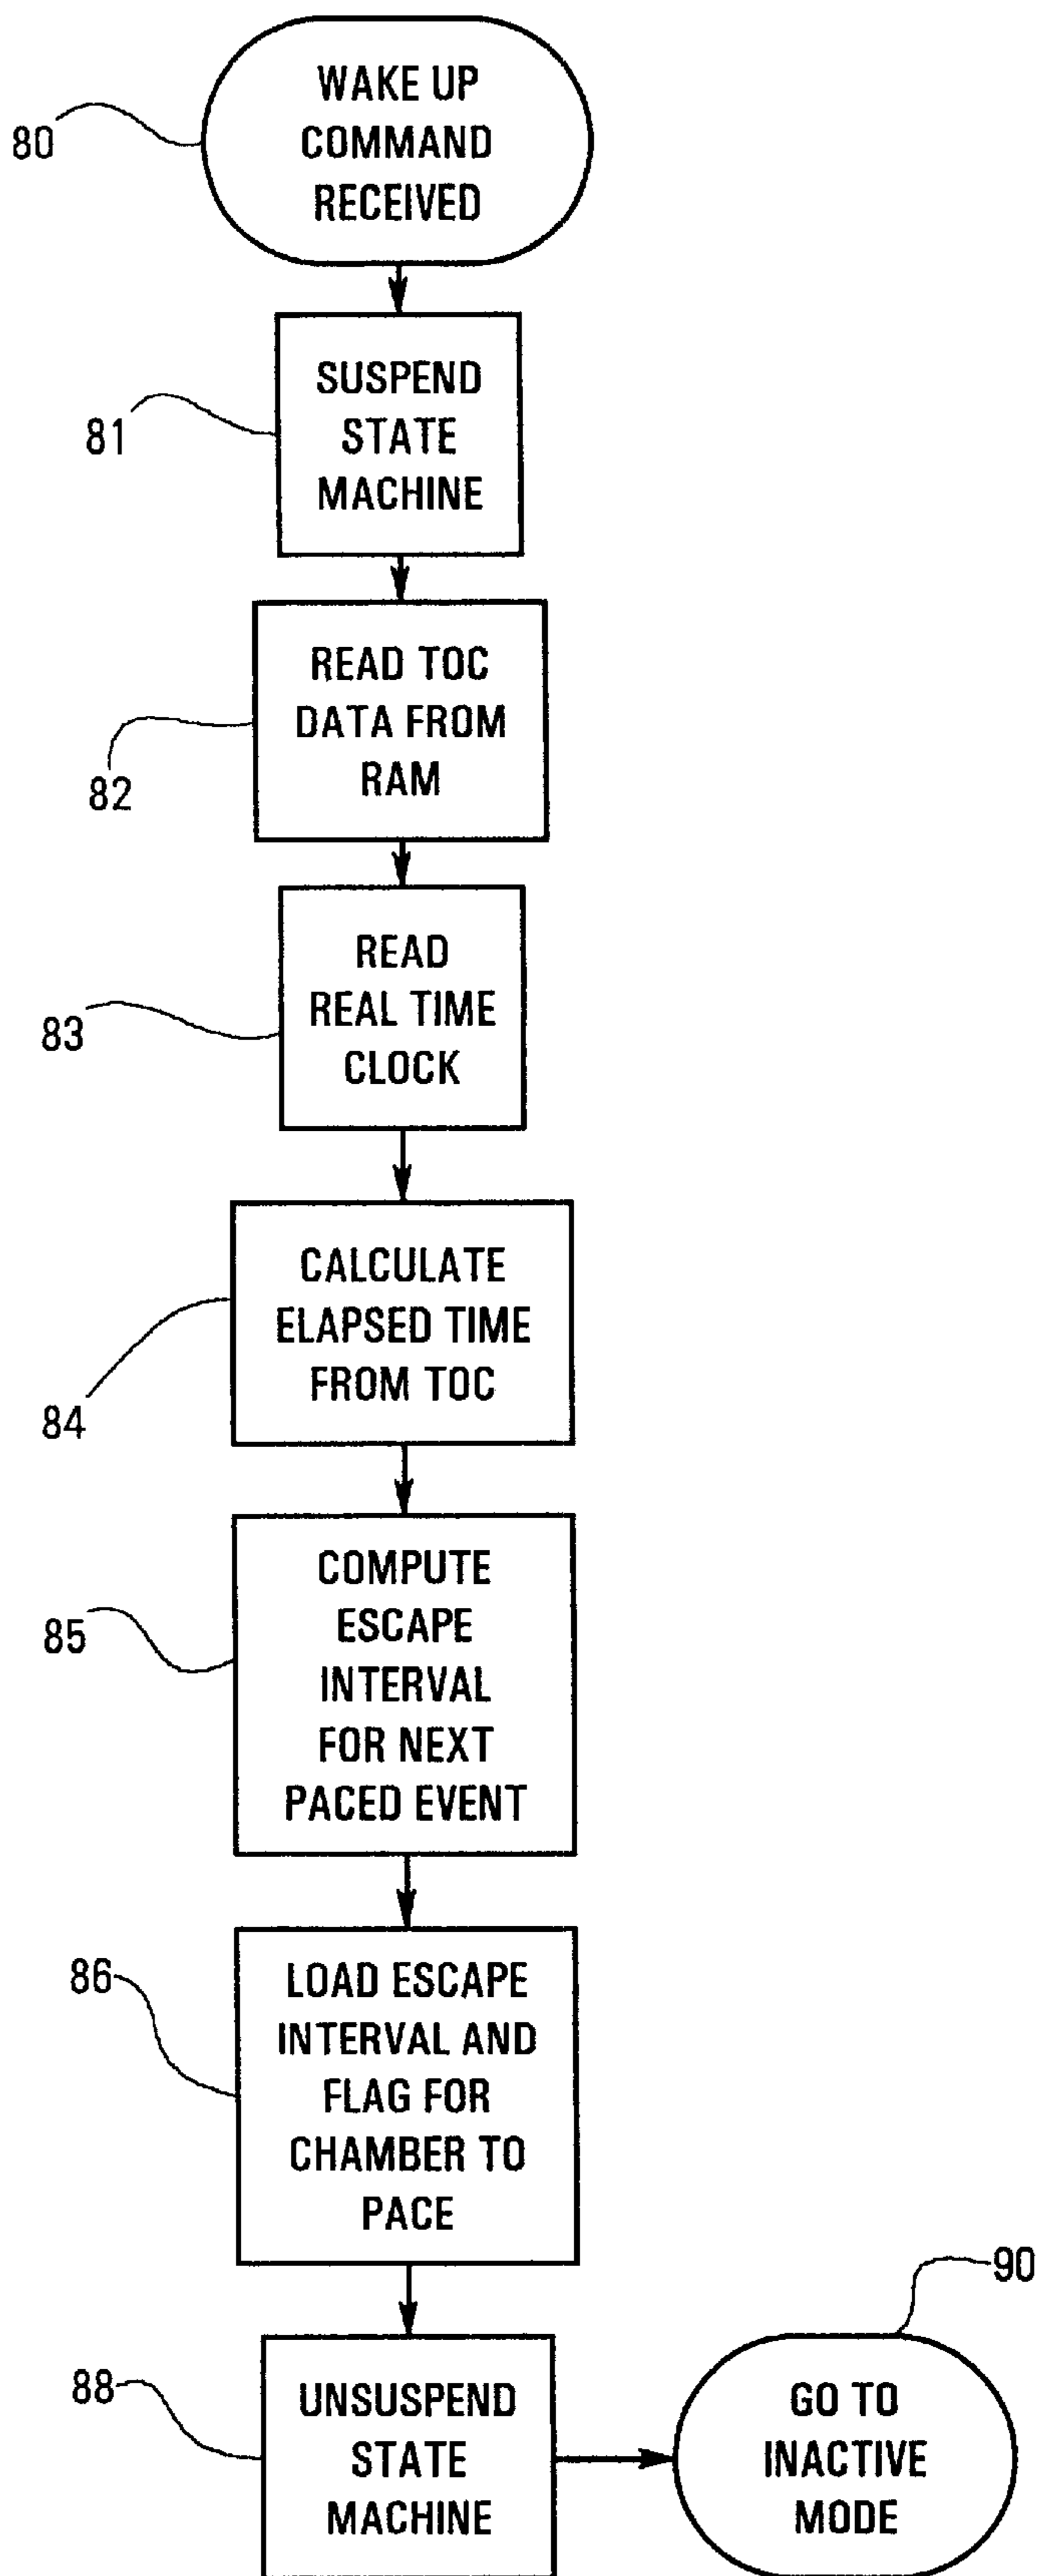 WAKE UP
COMMAND
RECEIVED
80
SUSPEND
STATE
MACHINE
81
READ TOC
DATA FROM
RAM
82
READ
REAL TIME
CLOCK
83
CALCULATE
ELAPSED TIME
FROM TOC
84
COMPUTE
ESCAPE
INTERVAL
FOR NEXT
PACED EVENT
85
LOAD ESCAPE
INTERVAL AND
FLAG FOR
CHAMBER TO
PACE
86
UNSUSPEND
STATE
MACHINE
88
GO TO
INACTIVE
MODE
90